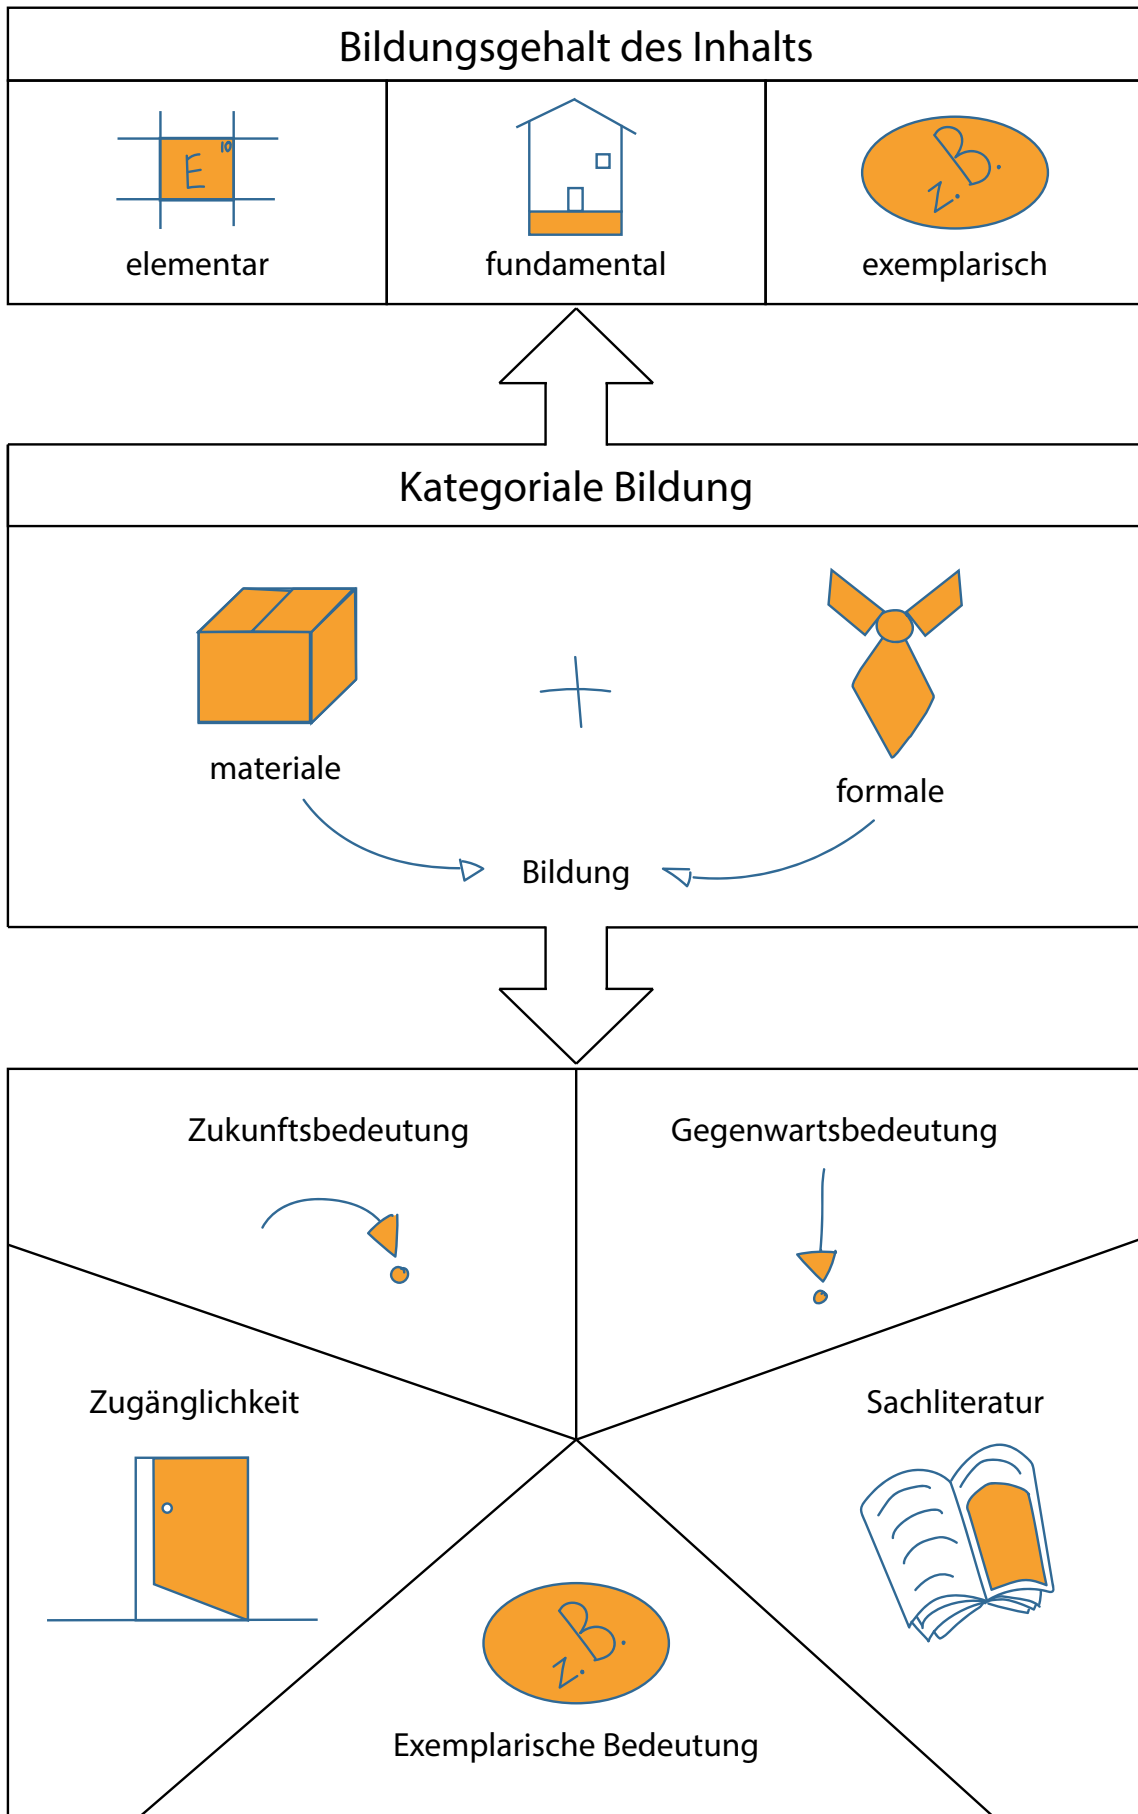 Bildungsgehalt des Inhalts
E 10
elementar
fundamental
z.B.
exemplarisch
Kategoriale Bildung
materiale
formale
Bildung
Zukunftsbedeutung
Gegenwartsbedeutung
Zugänglichkeit
Sachliteratur
z.B.
Exemplarische Bedeutung